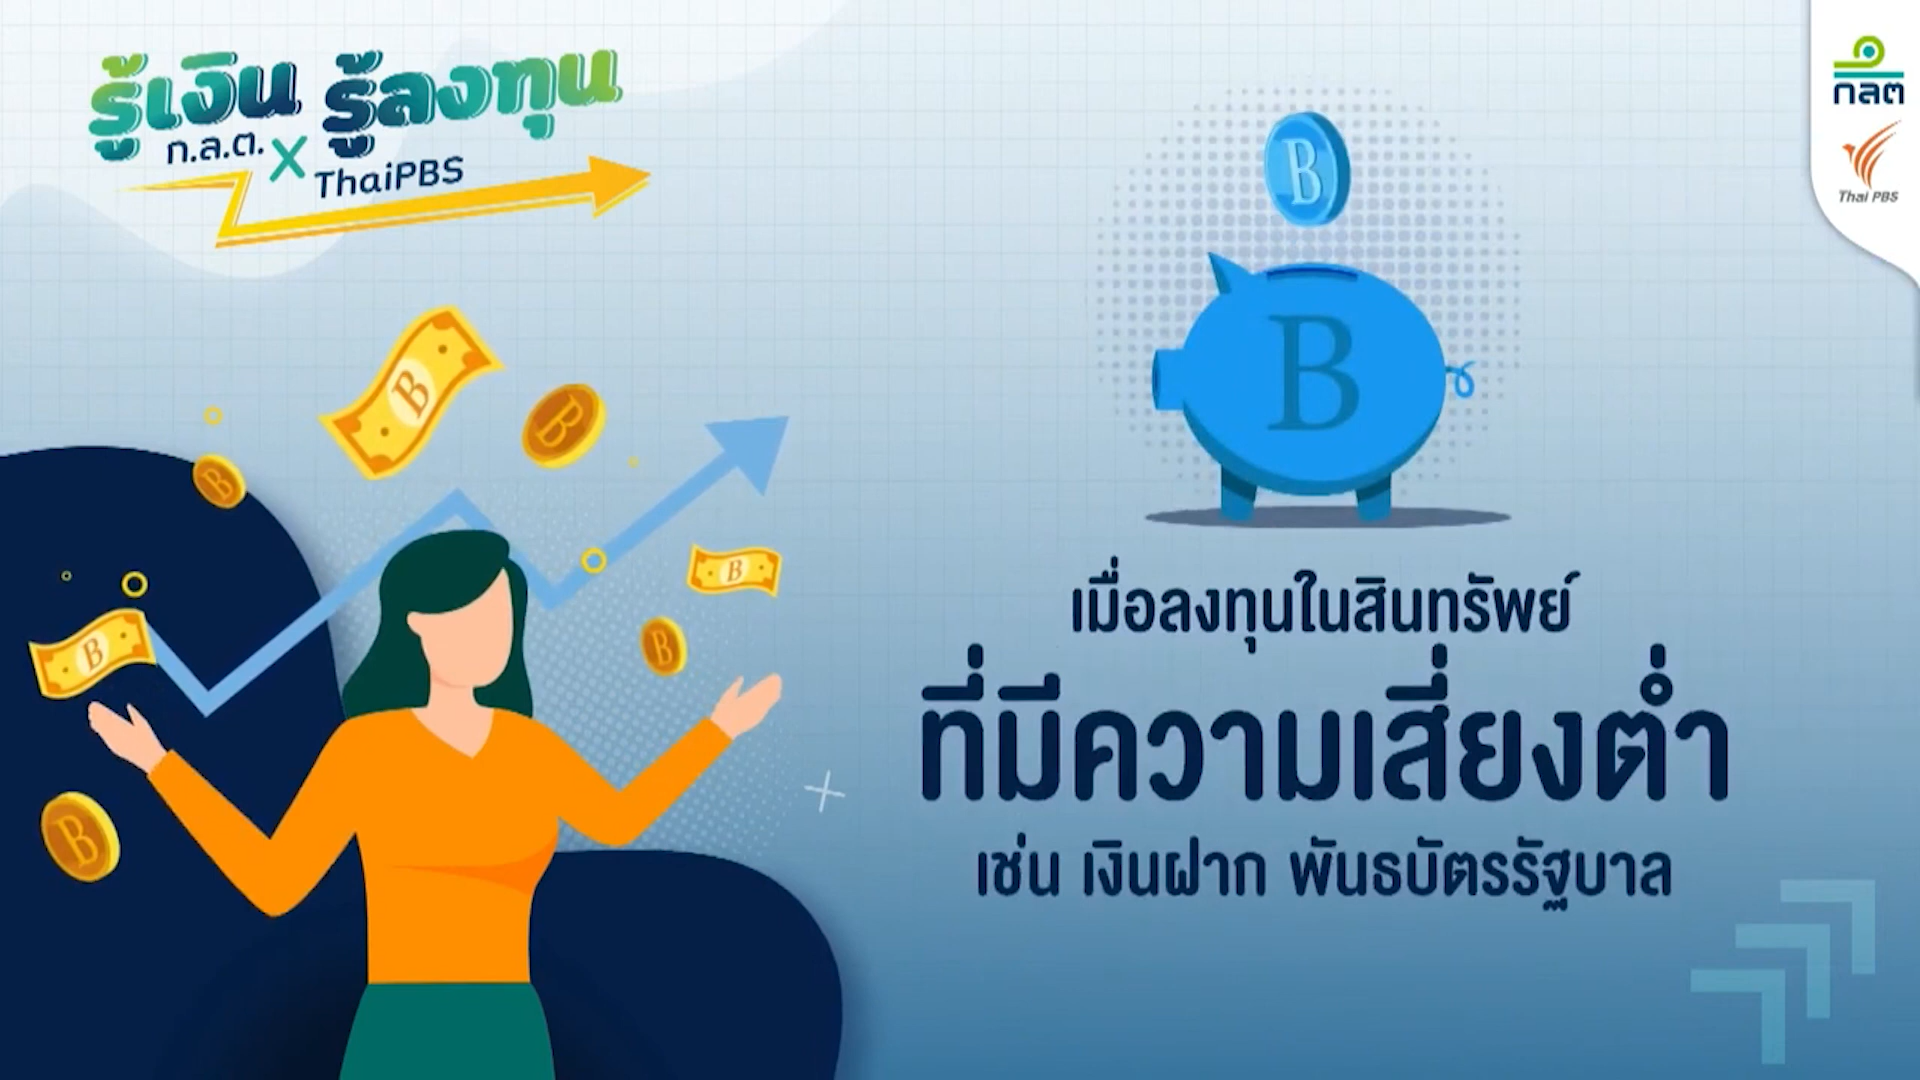 รู้เงิน รู้ลงทุน
ก.ล.ต. X ThaiPBS
กลต
Thai PBS
B
B
B
B
B
B
B
B
B
เมื่อลงทุนในสินทรัพย์
ที่มีความเสี่ยงต่ำ
เช่น เงินฝาก พันธบัตรรัฐบาล